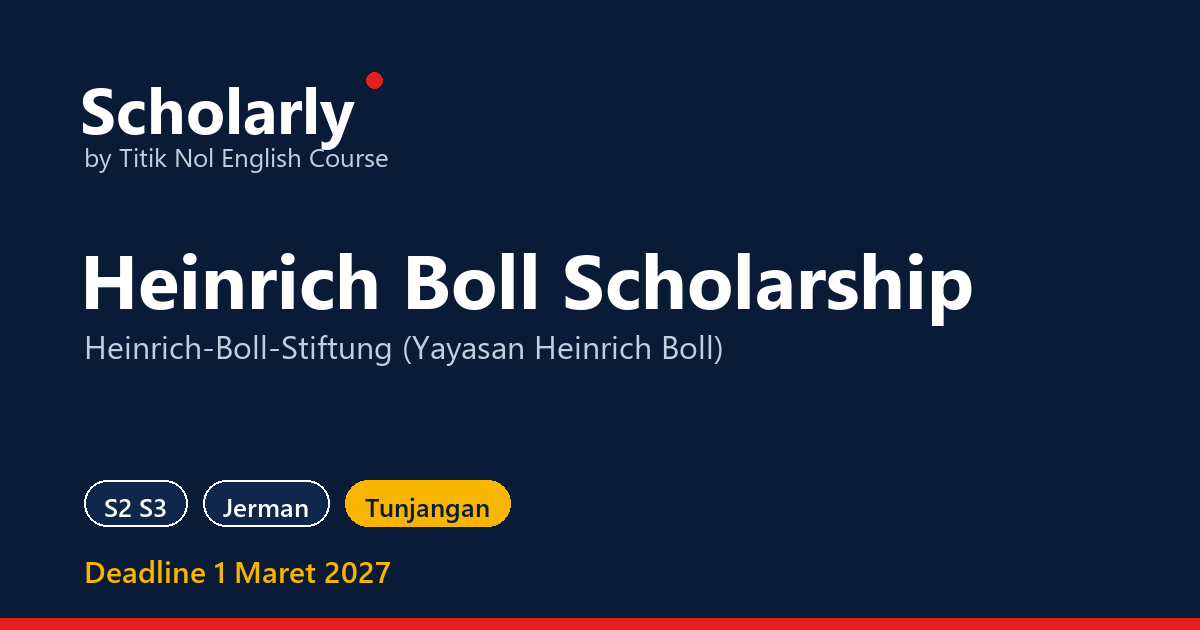 Scholarly
by Titik Nol English Course
Heinrich Boll Scholarship
Heinrich-Boll-Stiftung (Yayasan Heinrich Boll)
S2 S3 Jerman Tunjangan
Deadline 1 Maret 2027